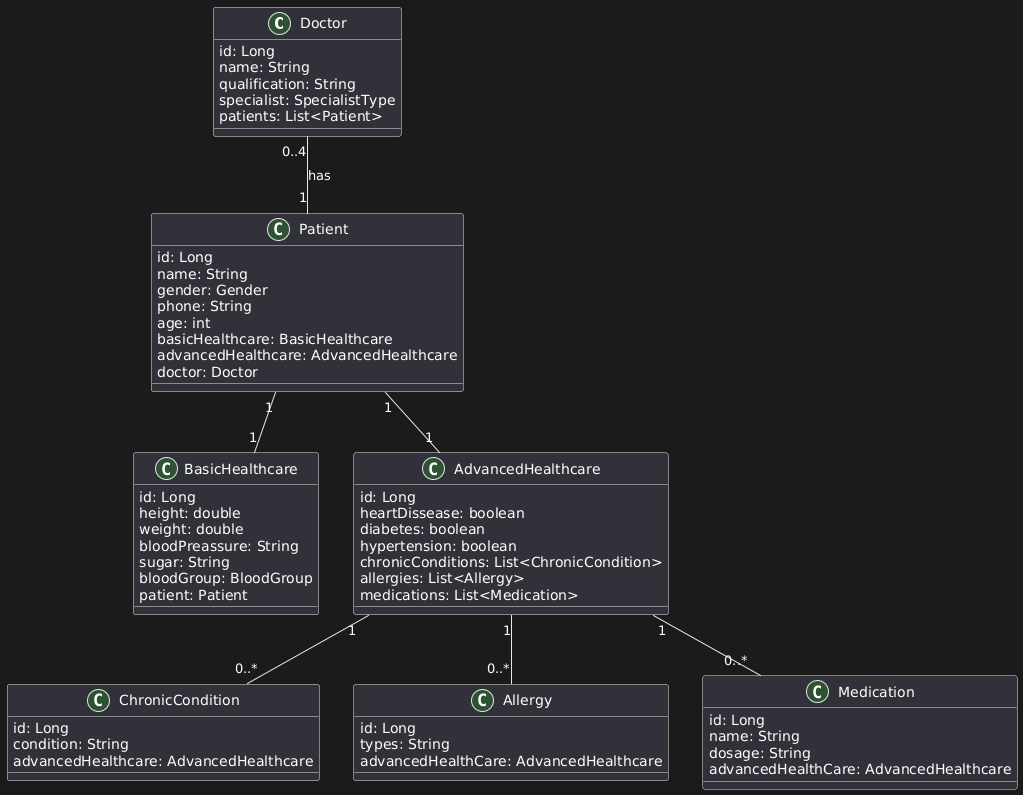 C Doctor
id: Long
name: String
qualification: String
specialist: SpecialistType
patients: List<Patient>
0..4
has
1
C Patient
id: Long
name: String
gender: Gender
phone: String
age: int
basicHealthcare: BasicHealthcare
advancedHealthcare: AdvancedHealthcare
doctor: Doctor
1
1
1
1
C BasicHealthcare
id: Long
height: double
weight: double
bloodPreassure: String
sugar: String
bloodGroup: BloodGroup
patient: Patient
C AdvancedHealthcare
id: Long
heartDissease: boolean
diabetes: boolean
hypertension: boolean
chronicConditions: List<ChronicCondition>
allergies: List<Allergy>
medications: List<Medication>
1
1
1
0..*
0..*
0..*
C ChronicCondition
id: Long
condition: String
advancedHealthcare: AdvancedHealthcare
C Allergy
id: Long
types: String
advancedHealthCare: AdvancedHealthcare
C Medication
id: Long
name: String
dosage: String
advancedHealthCare: AdvancedHealthcare